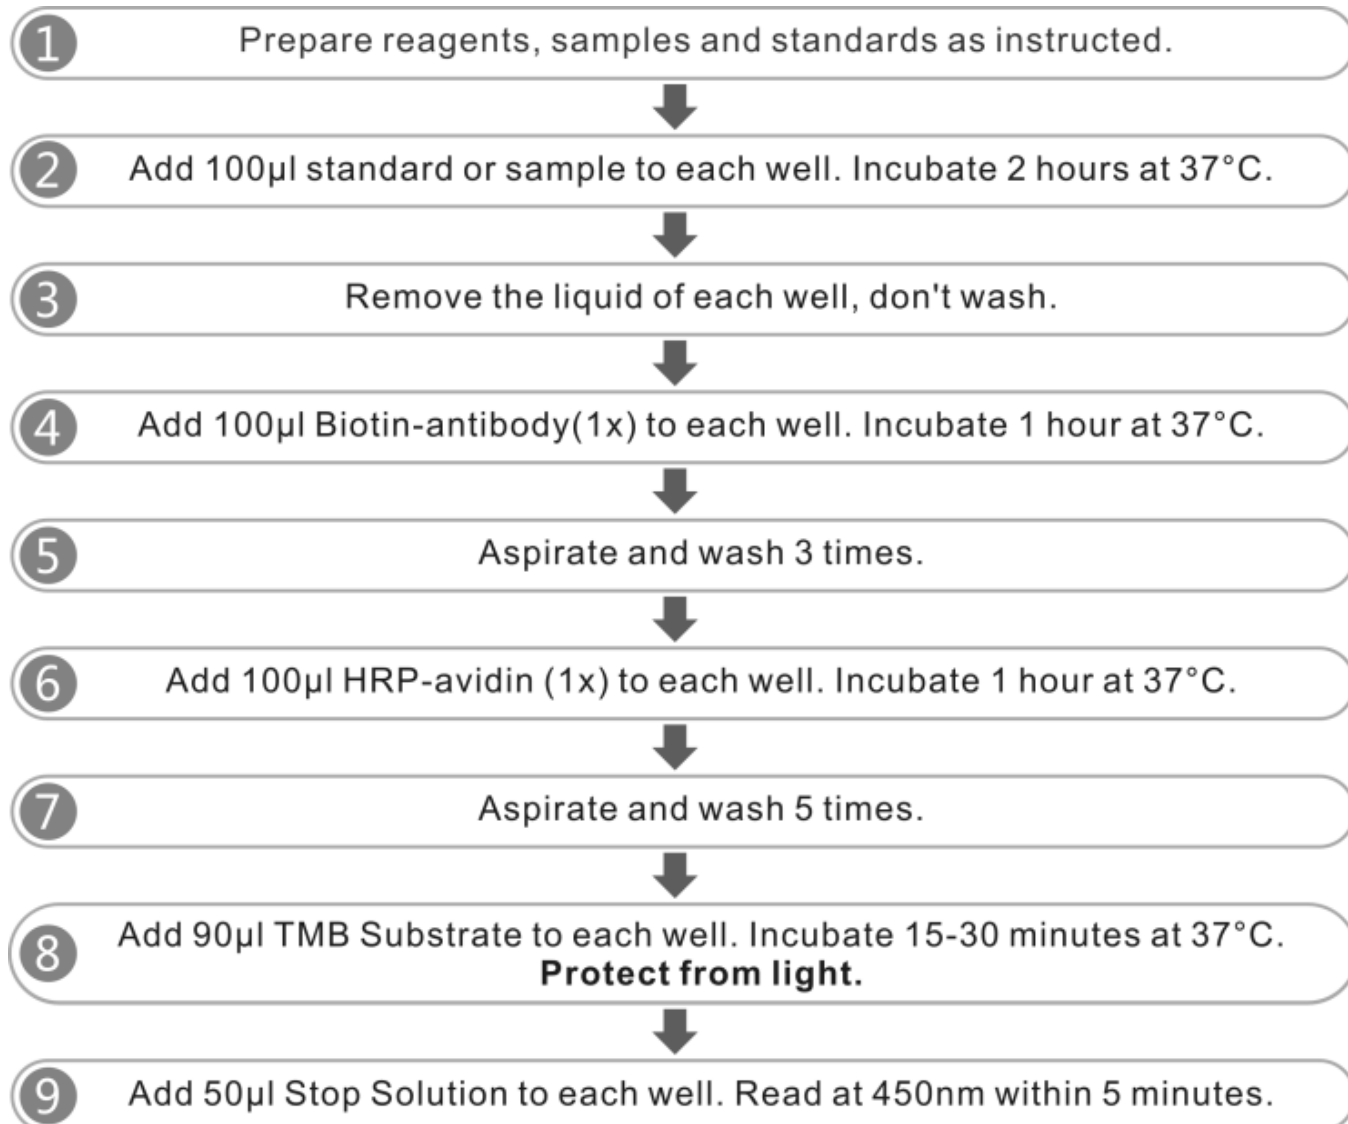 1 Prepare reagents, samples and standards as instructed.
2 Add 100µl standard or sample to each well. Incubate 2 hours at 37°C.
3 Remove the liquid of each well, don't wash.
4 Add 100µl Biotin-antibody(1x) to each well. Incubate 1 hour at 37°C.
5 Aspirate and wash 3 times.
6 Add 100µl HRP-avidin (1x) to each well. Incubate 1 hour at 37°C.
7 Aspirate and wash 5 times.
8 Add 90µl TMB Substrate to each well. Incubate 15-30 minutes at 37°C.
Protect from light.
9 Add 50µl Stop Solution to each well. Read at 450nm within 5 minutes.